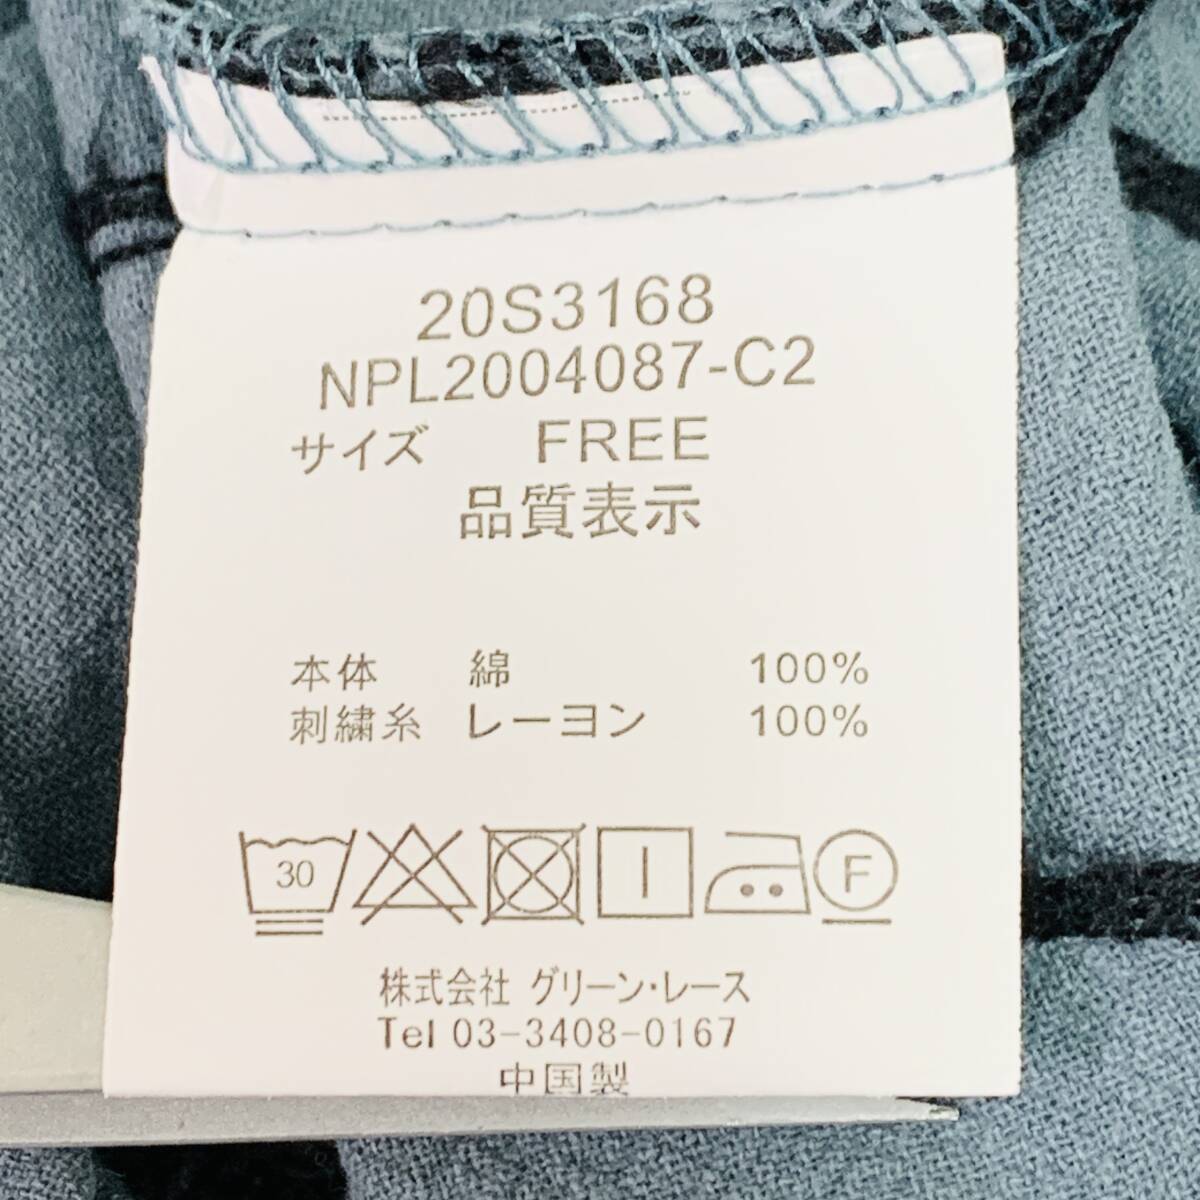 20S3168
NPL2004087-C2
サイズ FREE
品質表示
本体 綿 100%
刺繍糸 レーヨン 100%
30 F
株式会社 グリーン・レース
Tel 03-3408-0167
中国製